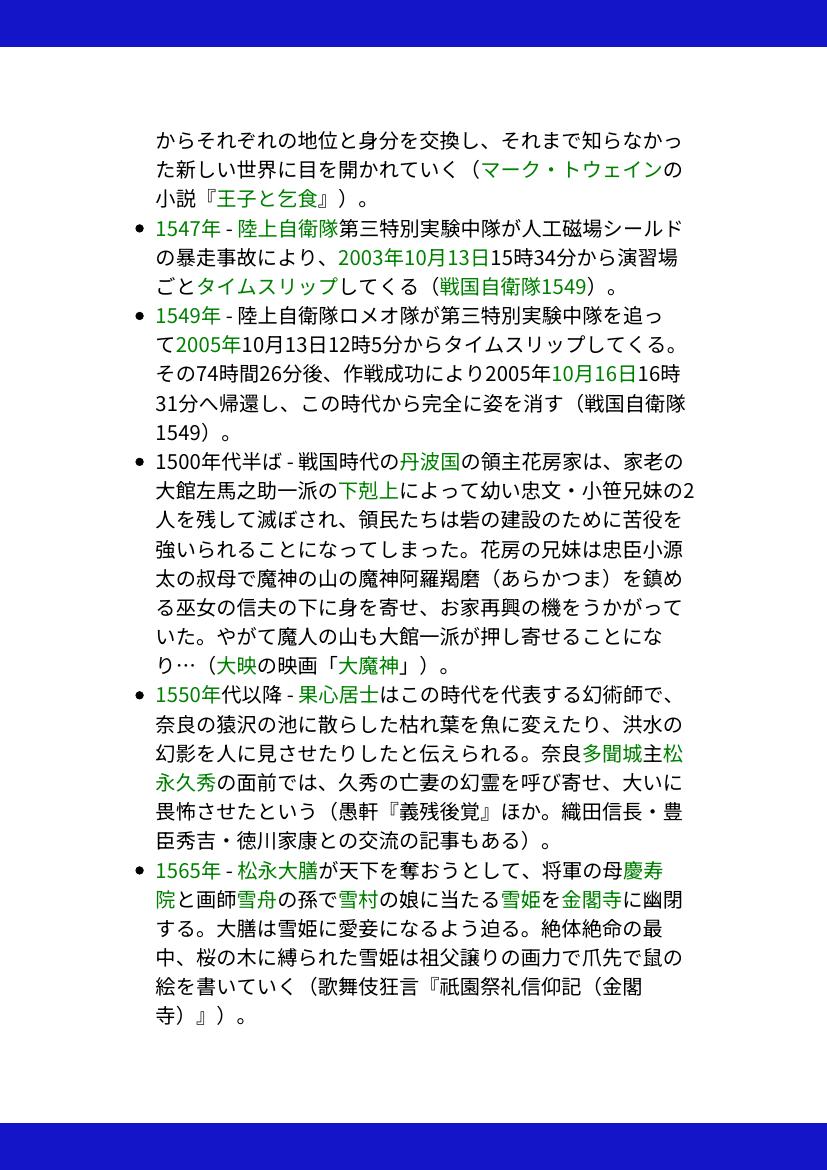 からそれぞれの地位と身分を交換し、それまで知らなかっ
た新しい世界に目を開かれていく（マーク・トウェインの
小説『王子と乞食』）。
• 1547年 - 陸上自衛隊第三特別実験中隊が人工磁場シールド
の暴走事故により、2003年10月13日15時34分から演習場
ごとタイムスリップしてくる（戦国自衛隊1549）。
• 1549年 - 陸上自衛隊ロメオ隊が第三特別実験中隊を追っ
て2005年10月13日12時5分からタイムスリップしてくる。
その74時間26分後、作戦成功により2005年10月16日16時
31分へ帰還し、この時代から完全に姿を消す（戦国自衛隊
1549）。
• 1500年代半ば - 戦国時代の丹波国の領主花房家は、家老の
大館左馬之助一派の下剋上によって幼い忠文・小笹兄妹の2
人を残して滅ぼされ、領民たちは砦の建設のために苦役を
強いられることになってしまった。花房の兄妹は忠臣小源
太の叔母で魔神の山の魔神阿羅羯磨（あらかつま）を鎮め
る巫女の信夫の下に身を寄せ、お家再興の機をうかがって
いた。やがて魔人の山も大館一派が押し寄せることにな
り…（大映の映画「大魔神」）。
• 1550年代以降 - 果心居士はこの時代を代表する幻術師で、
奈良の猿沢の池に散らした枯れ葉を魚に変えたり、洪水の
幻影を人に見させたりしたと伝えられる。奈良多聞城主松
永久秀の面前では、久秀の亡妻の幻霊を呼び寄せ、大いに
畏怖させたという（愚軒『義残後覚』ほか。織田信長・豊
臣秀吉・徳川家康との交流の記事もある）。
• 1565年 - 松永大膳が天下を奪おうとして、将軍の母慶寿
院と画師雪舟の孫で雪村の娘に当たる雪姫を金閣寺に幽閉
する。大膳は雪姫に愛妾になるよう迫る。絶体絶命の最
中、桜の木に縛られた雪姫は祖父譲りの画力で爪先で鼠の
絵を書いていく（歌舞伎狂言『祇園祭礼信仰記（金閣
寺）』）。